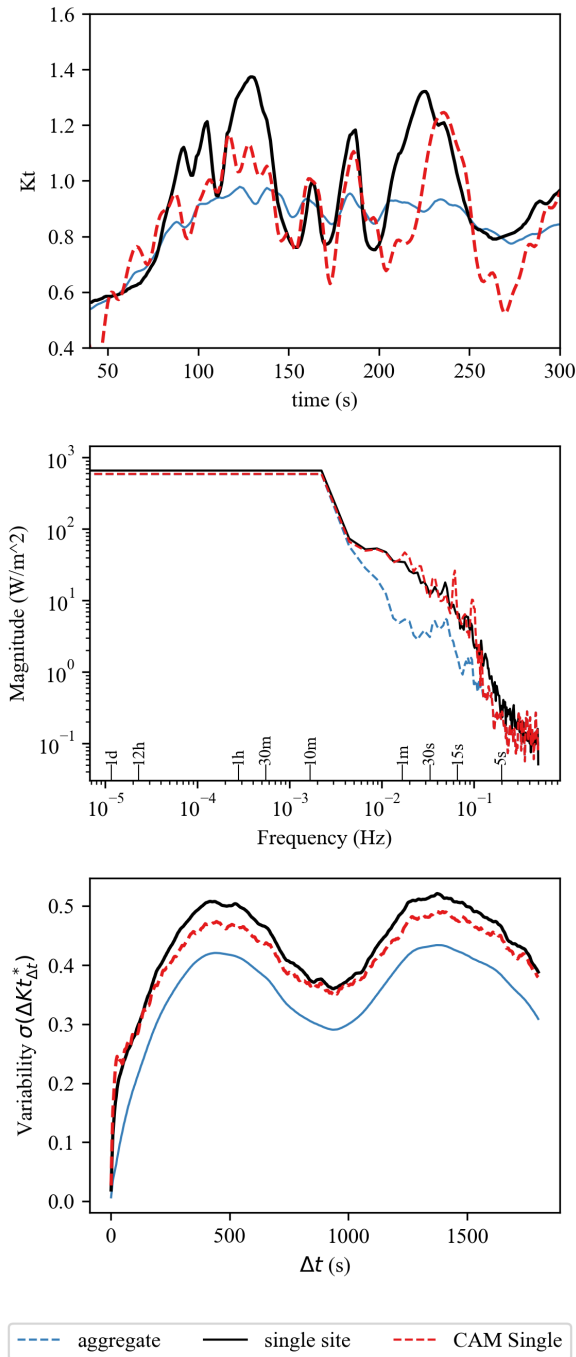 1.6
1.4
1.2
1.0
0.8
0.6
0.4
Kt
50 100 150 200 250 300
time (s)
10^3
10^2
10^1
10^0
10^−1
Magnitude (W/m^2)
1d 12h 1h 30m 10m 1m 30s 15s 5s
10^−5 10^−4 10^−3 10^−2 10^−1
Frequency (Hz)
0.5
0.4
0.3
0.2
0.1
0.0
Variability σ(ΔKt*_Δt)
0 500 1000 1500
Δt (s)
aggregate single site CAM Single